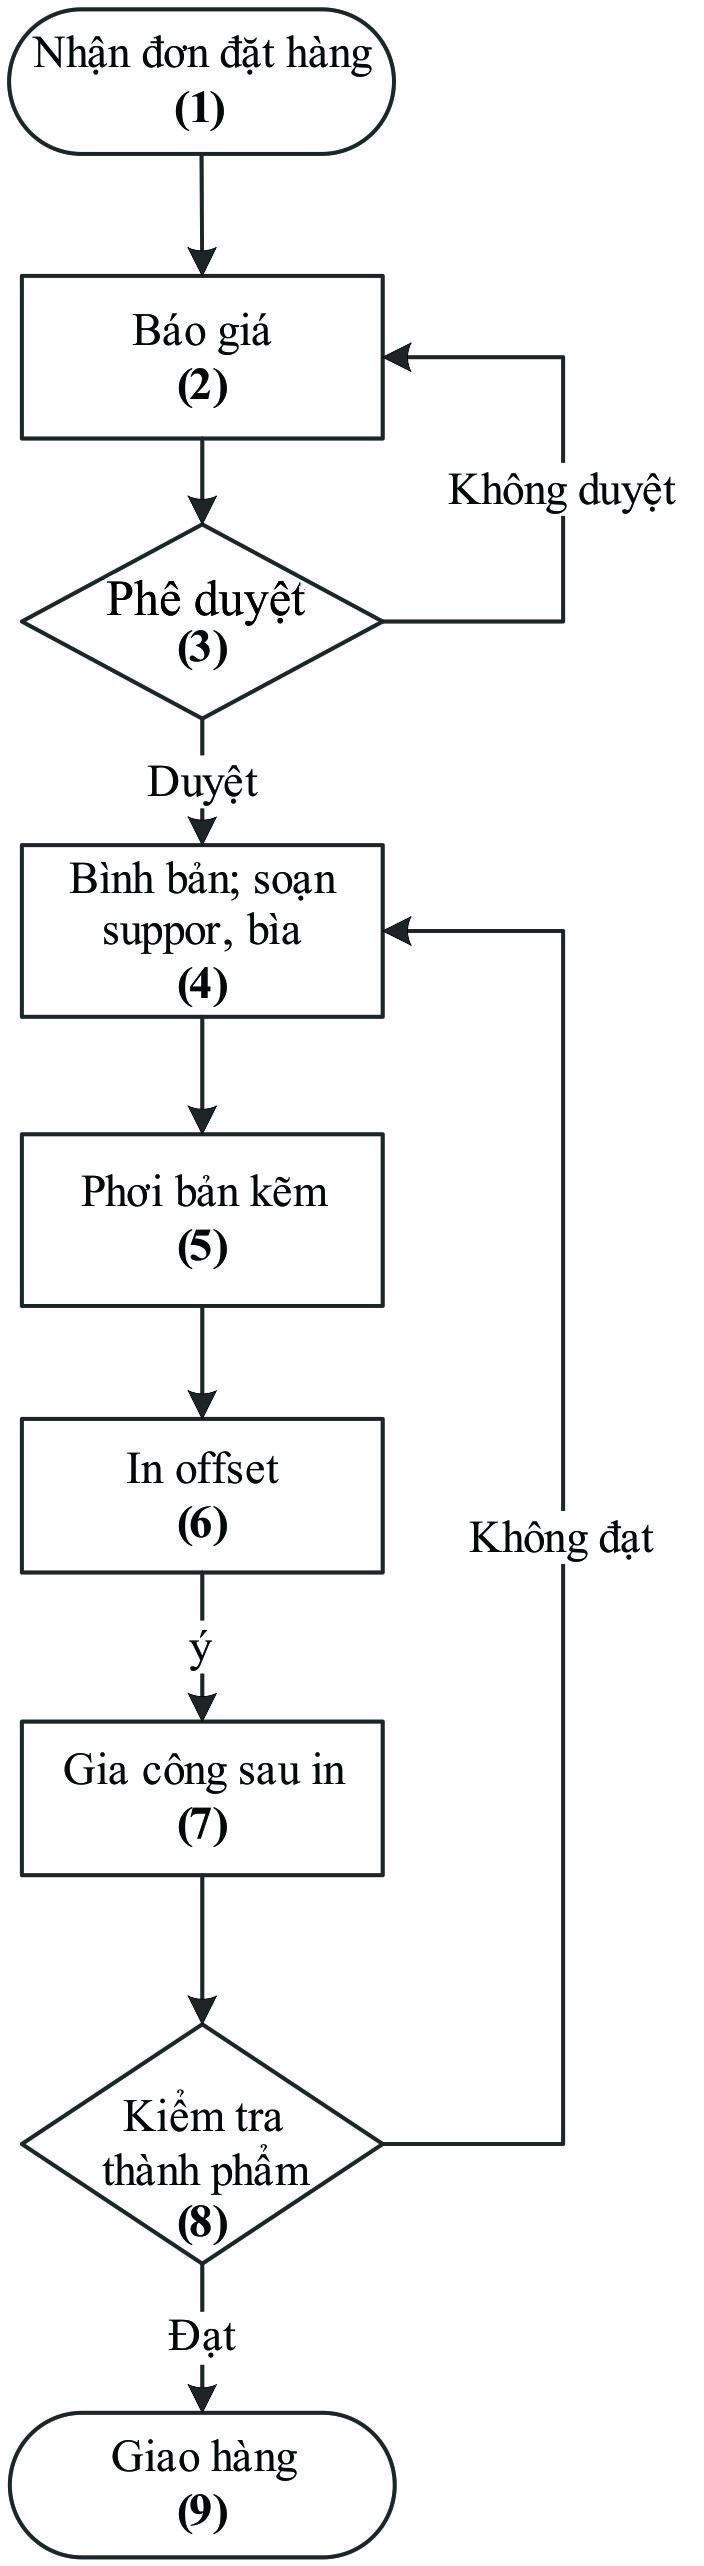 Nhận đơn đặt hàng
(1)
Báo giá
(2)
Không duyệt
Phê duyệt
(3)
Duyệt
Bình bản; soạn
suppor, bìa
(4)
Phơi bản kẽm
(5)
In offset
(6)
Không đạt
ý
Gia công sau in
(7)
Kiểm tra
thành phẩm
(8)
Đạt
Giao hàng
(9)